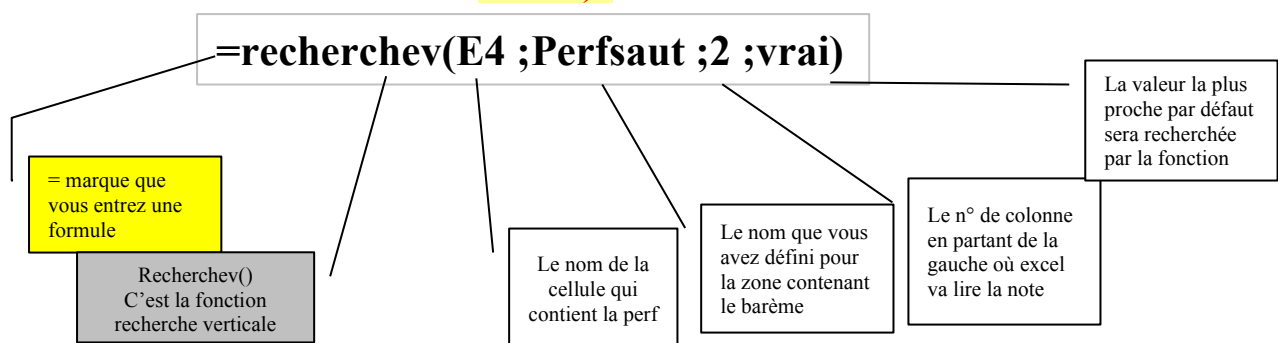 =recherchev(E4 ;Perfsaut ;2 ;vrai)
La valeur la plus
proche par défaut
sera recherchée
par la fonction
= marque que
vous entrez une
formule
Recherchev()
C’est la fonction
recherche verticale
Le nom de la
cellule qui
contient la perf
Le nom que vous
avez défini pour
la zone contenant
le barème
Le n° de colonne
en partant de la
gauche où excel
va lire la note